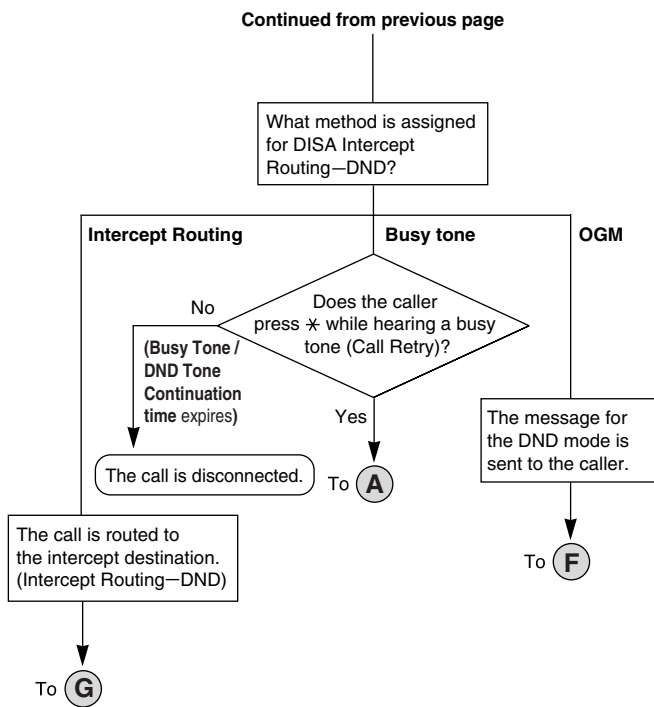 Continued from previous page
What method is assigned
for DISA Intercept
Routing—DND?
Intercept Routing
Busy tone
OGM
Does the caller
press ✳ while hearing a busy
tone (Call Retry)?
No
(Busy Tone /
DND Tone
Continuation
time expires)
Yes
The call is disconnected.
To A
The message for
the DND mode is
sent to the caller.
To F
The call is routed to
the intercept destination.
(Intercept Routing—DND)
To G